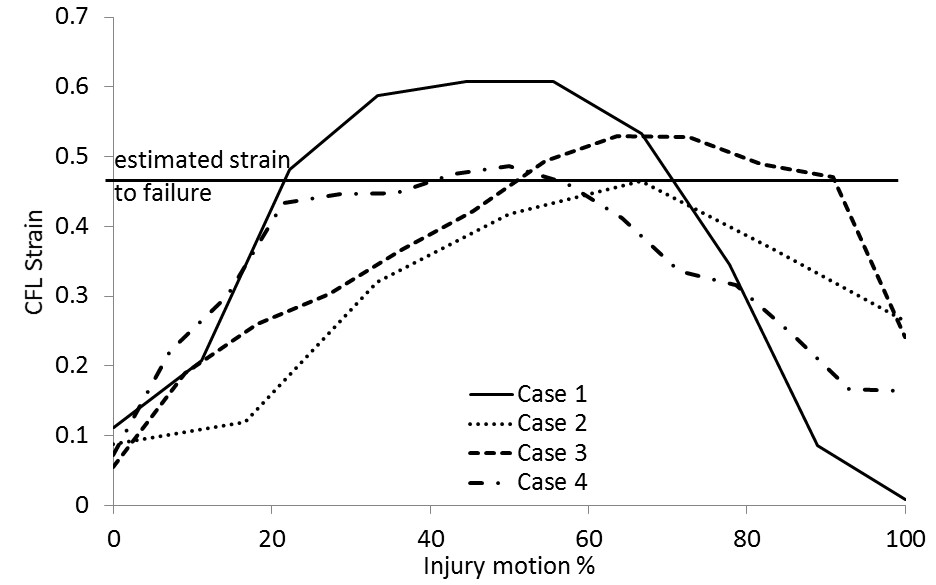 0.7
0.6
0.5
0.4
0.3
0.2
0.1
0
CFL Strain
estimated strain
to failure
Case 1
Case 2
Case 3
Case 4
0 20 40 60 80 100
Injury motion %